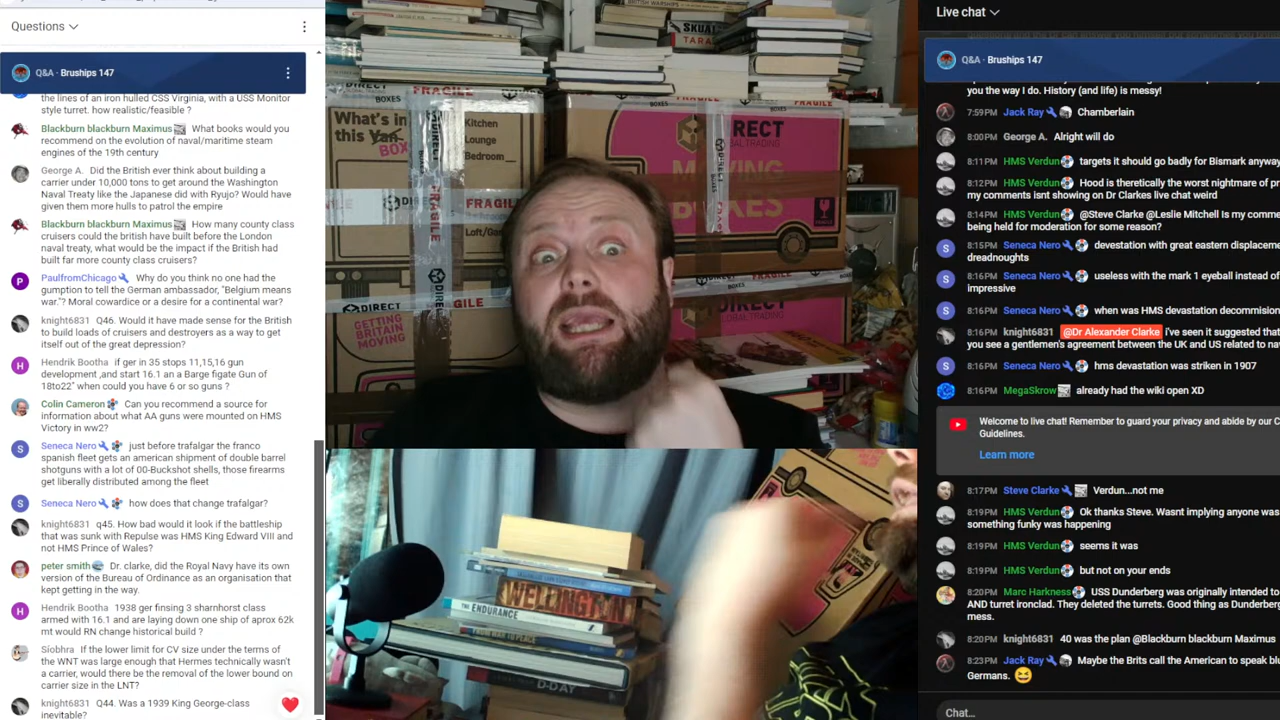 Questions
Q&A · Bruships 147
the lines of an iron hulled CSS Virginia, with a USS Monitor
style turret. how realistic/feasible ?
Blackburn blackburn Maximus What books would you
recommend on the evolution of naval/maritime steam
engines of the 19th century
George A. Did the British ever think about building a
carrier under 10,000 tons to get around the Washington
Naval Treaty like the Japanese did with Ryujo? Would have
given them more hulls to patrol the empire
Blackburn blackburn Maximus How many county class
cruisers could the british have built before the London
naval treaty, what would be the impact if the British had
built far more county class cruisers?
P PaulfromChicago Why do you think no one had the
gumption to tell the German ambassador, "Belgium means
war."? Moral cowardice or a desire for a continental war?
knight6831 Q46. Would it have made sense for the British
to build loads of cruisers and destroyers as a way to get
itself out of the great depression?
H Hendrik Bootha if ger in 35 stops 11,15,16 gun
development ,and start 16.1 an a Barge figate Gun of
18to22" when could you have 6 or so guns ?
Colin Cameron Can you recommend a source for
information about what AA guns were mounted on HMS
Victory in ww2?
S Seneca Nero just before trafalgar the franco
spanish fleet gets an american shipment of double barrel
shotguns with a lot of 00-Buckshot shells, those firearms
get liberally distributed among the fleet
S Seneca Nero how does that change trafalgar?
knight6831 q45. How bad would it look if the battleship
that was sunk with Repulse was HMS King Edward VIII and
not HMS Prince of Wales?
peter smith Dr. clarke, did the Royal Navy have its own
version of the Bureau of Ordinance as an organisation that
kept getting in the way.
H Hendrik Bootha 1938 ger finsing 3 sharnhorst class
armed with 16.1 and are laying down one ship of aprox 62k
mt would RN change historical build ?
Siobhra If the lower limit for CV size under the terms of
the WNT was large enough that Hermes technically wasn't
a carrier, would there be the removal of the lower bound on
carrier size in the LNT?
knight6831 Q44. Was a 1939 King George-class
inevitable?
BRITISH WARSHIPS
SKUA
TARA
FRAGILE
BOXES
What's in
this Van
BOX
Kitchen
Lounge
Bedroom
Loft/Ga
DIRECT
FRAGILE
GETTING
BRITAIN
MOVING
RECT
MOVING
BOXES
FRAGILE
THE ENDURANCE
WELLINGTON
FROM WAR TO PEACE
D-DAY
Live chat
Q&A · Bruships 147
you the way I do. History (and life) is messy!
7:59PM Jack Ray Chamberlain
8:00PM George A. Alright will do
8:11PM HMS Verdun targets it should go badly for Bismark anyway
8:12PM HMS Verdun Hood is theretically the worst nightmare of
my comments isnt showing on Dr Clarkes live chat weird
8:14PM HMS Verdun @Steve Clarke @Leslie Mitchell Is my
being held for moderation for some reason?
S 8:15PM Seneca Nero devestation with great eastern
dreadnoughts
S 8:16PM Seneca Nero useless with the mark 1 eyeball instead of
impressive
S 8:16PM Seneca Nero when was HMS devastation
8:16PM knight6831 @Dr Alexander Clarke i've seen it suggested that
you see a gentlemen's agreement between the UK and US related to
S 8:16PM Seneca Nero hms devastation was striken in 1907
8:16PM MegaSkrow already had the wiki open XD
Welcome to live chat! Remember to guard your privacy and abide by our C
Guidelines.
Learn more
8:17PM Steve Clarke Verdun...not me
8:19PM HMS Verdun Ok thanks Steve. Wasnt implying anyone was
something funky was happening
8:19PM HMS Verdun seems it was
8:19PM HMS Verdun but not on your ends
8:20PM Marc Harkness USS Dunderberg was originally intended to
AND turret ironclad. They deleted the turrets. Good thing as
mess.
8:20PM knight6831 40 was the plan @Blackburn blackburn Maximus
8:23PM Jack Ray Maybe the Brits call the American to speak
Germans. 😆
Chat...